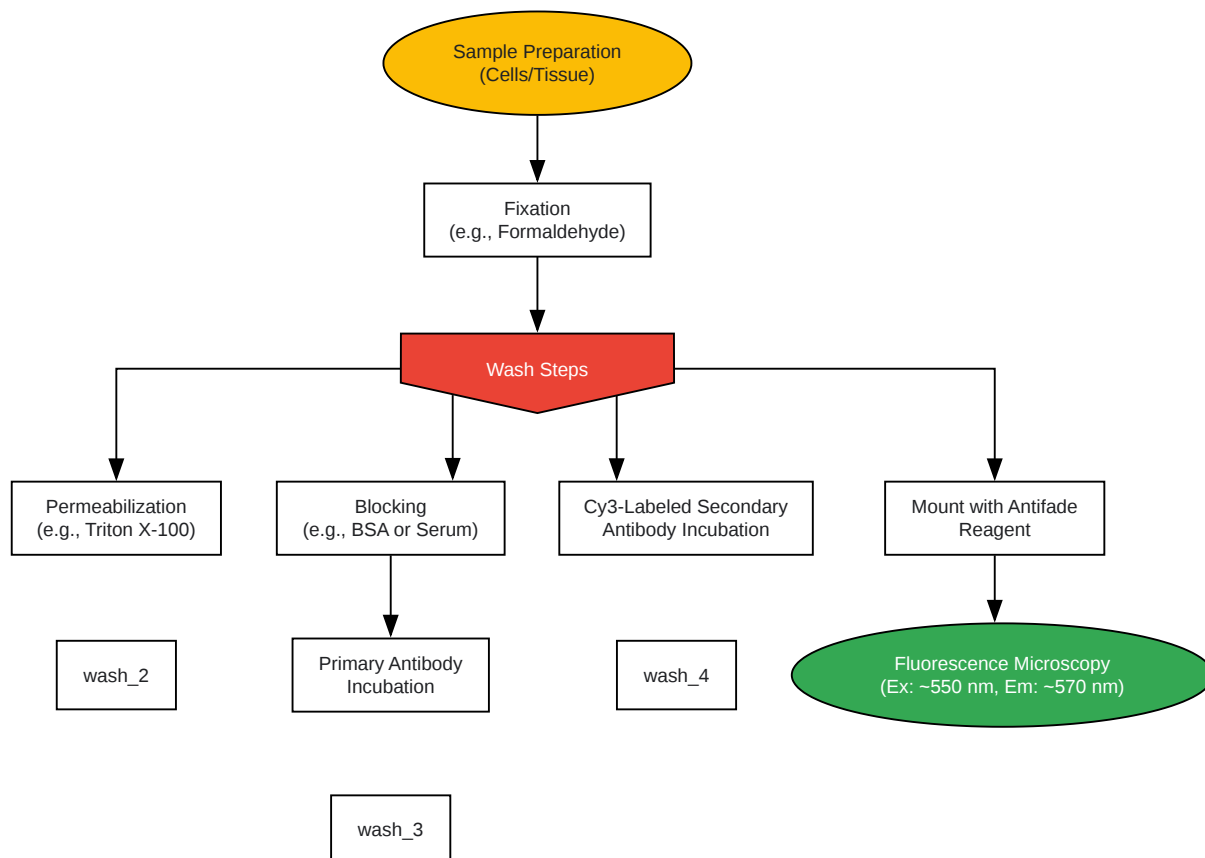 Sample Preparation
(Cells/Tissue)
Fixation
(e.g., Formaldehyde)
Wash Steps
Permeabilization
(e.g., Triton X-100)
Blocking
(e.g., BSA or Serum)
Cy3-Labeled Secondary
Antibody Incubation
Mount with Antifade
Reagent
wash_2
Primary Antibody
Incubation
wash_4
Fluorescence Microscopy
(Ex: ~550 nm, Em: ~570 nm)
wash_3